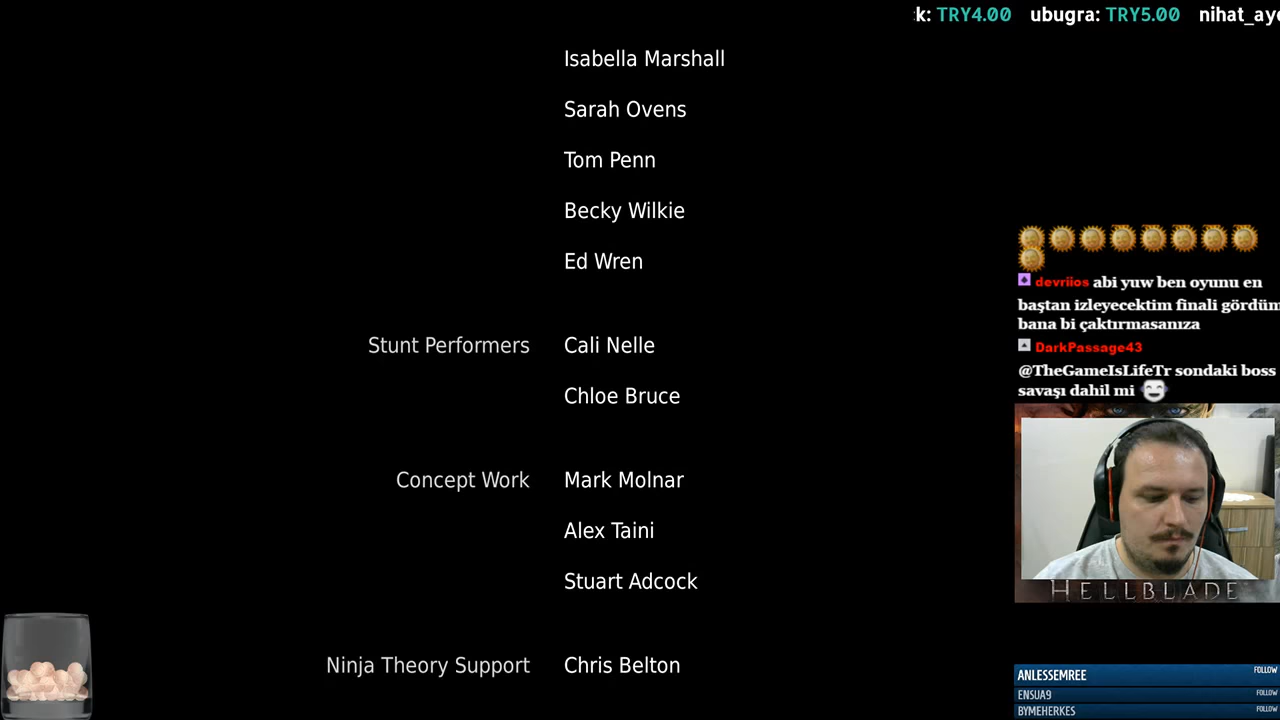 k: TRY4.00 ubugra: TRY5.00
Isabella Marshall
Sarah Ovens
Tom Penn
Becky Wilkie
Ed Wren
Stunt Performers Cali Nelle
Chloe Bruce
Concept Work Mark Molnar
Alex Taini
Stuart Adcock
Ninja Theory Support Chris Belton
devriios abi yuw ben oyunu en
baştan izleyecektim finali gördüm
bana bi çaktırmasanıza
DarkPassage43
@TheGameIsLifeTr sondaki boss
savaşı dahil mi
HELLBLADE
ANLESSEMREE FOLLOW
ENSUA9 FOLLOW
BYMEHERKES FOLLOW